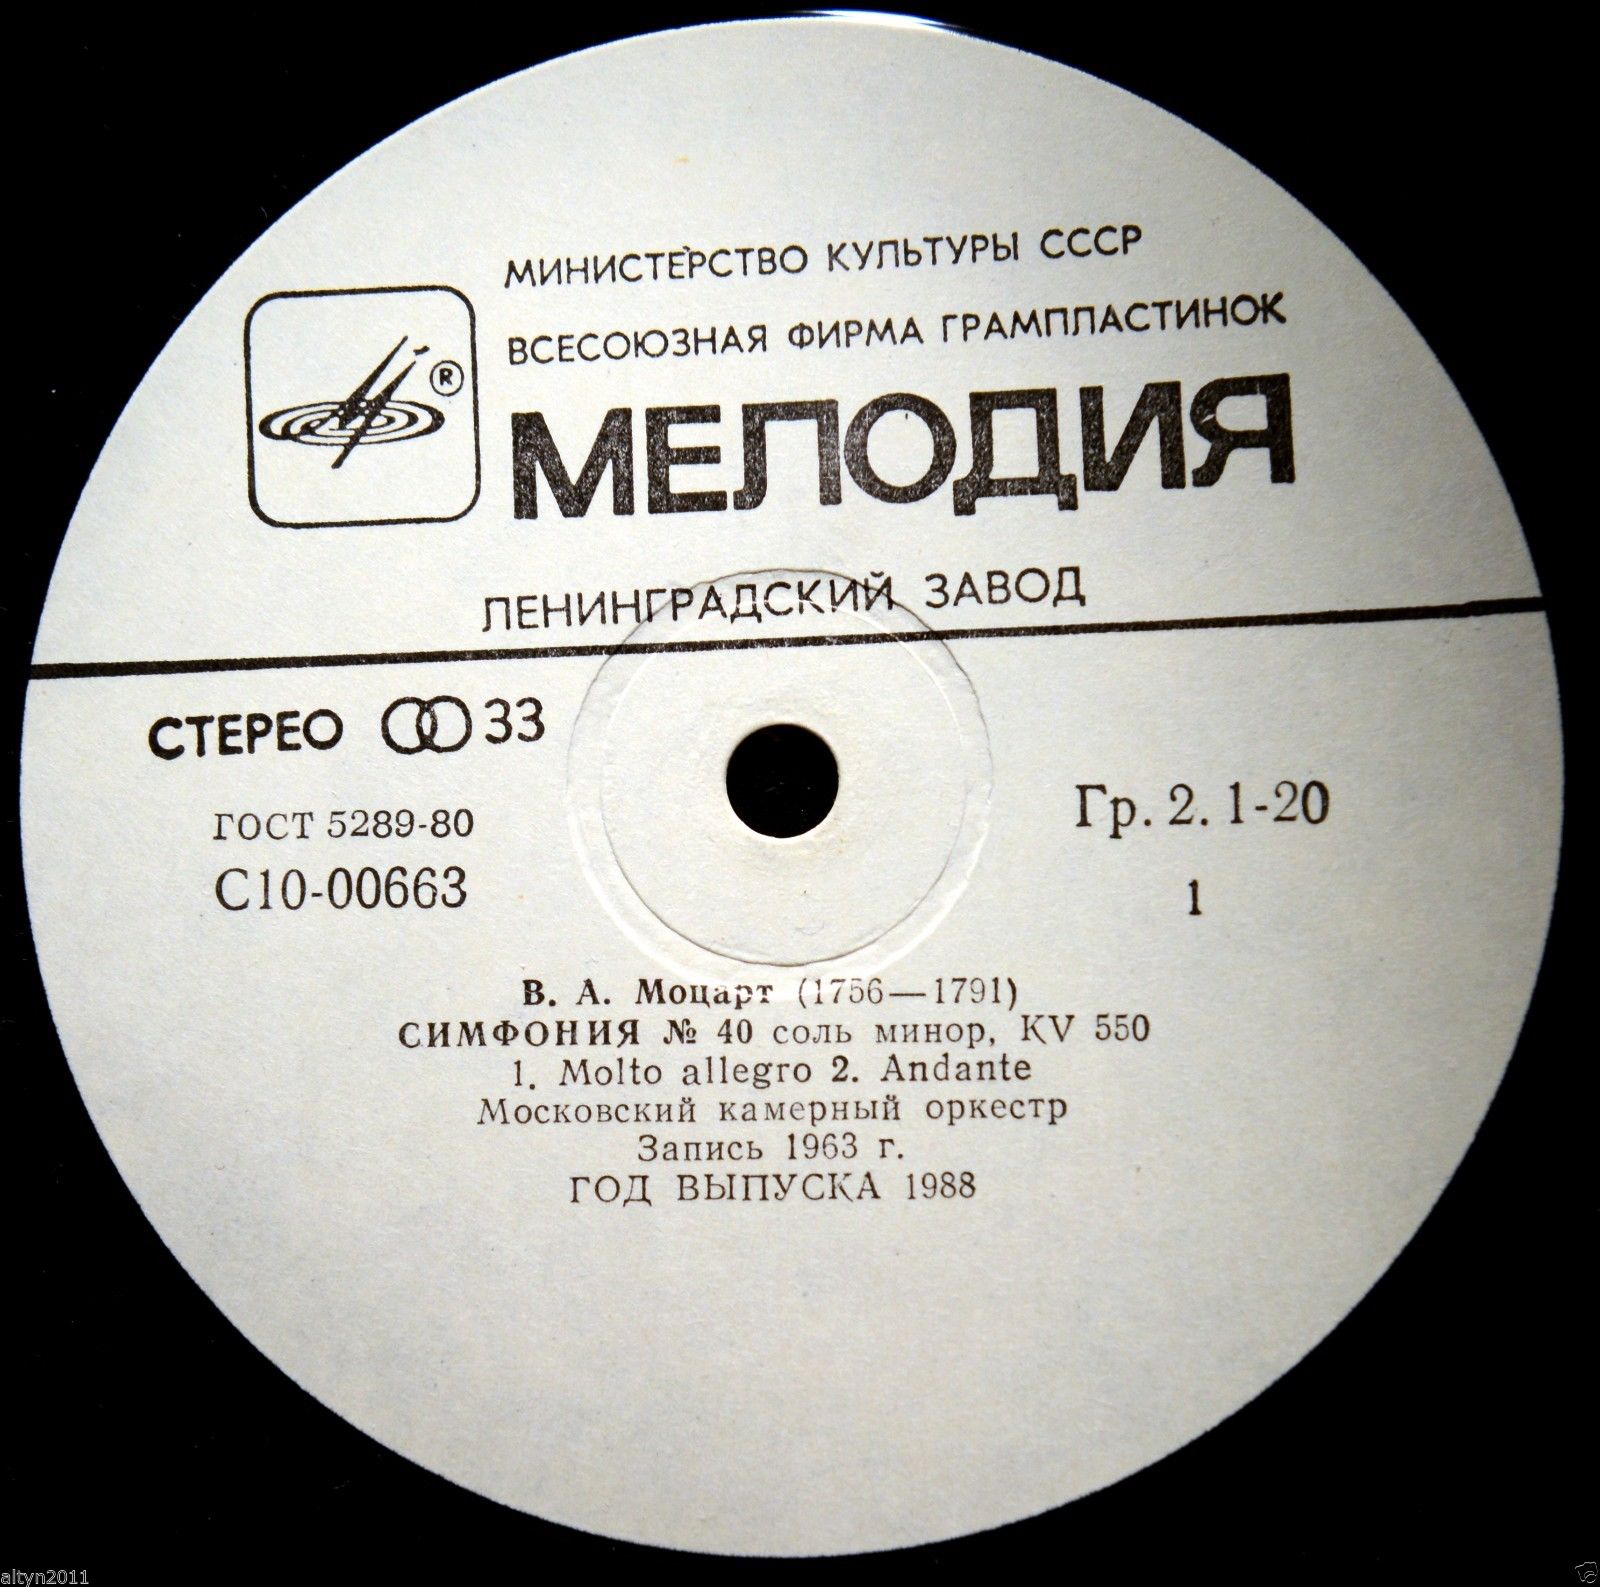 МИНИСТЕРСТВО КУЛЬТУРЫ СССР
ВСЕСОЮЗНАЯ ФИРМА ГРАМПЛАСТИНОК
®
МЕЛОДИЯ
ЛЕНИНГРАДСКИЙ ЗАВОД
СТЕРЕО 33
ГОСТ 5289-80
Гр. 2. 1-20
С10-00663
1
В. А. Моцарт (1756—1791)
СИМФОНИЯ № 40 соль минор, KV 550
1. Molto allegro 2. Andante
Московский камерный оркестр
Запись 1963 г.
ГОД ВЫПУСКА 1988
altyn2011